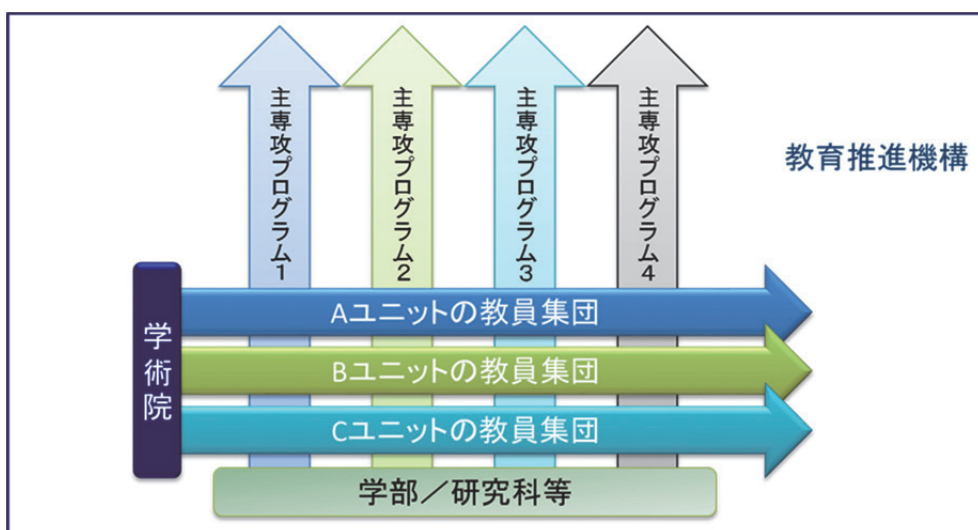 主専攻プログラム1
主専攻プログラム2
主専攻プログラム3
主専攻プログラム4
教育推進機構
学術院
Aユニットの教員集団
Bユニットの教員集団
Cユニットの教員集団
学部／研究科等